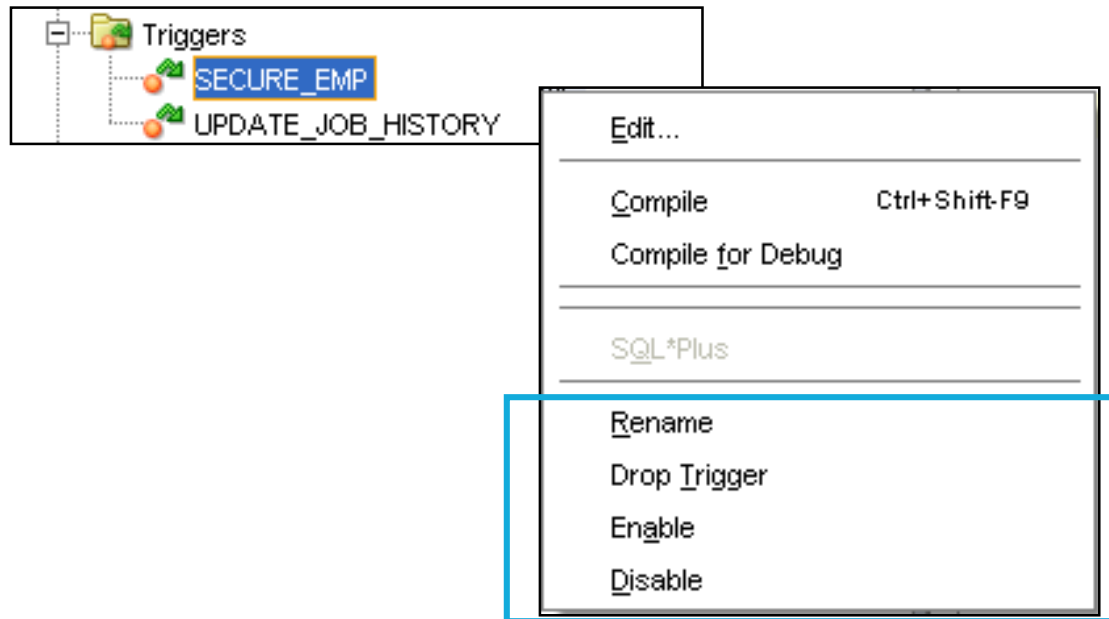 Triggers
SECURE_EMP
UPDATE_JOB_HISTORY
Edit...
Compile Ctrl+Shift-F9
Compile for Debug
SQL*Plus
Rename
Drop Trigger
Enable
Disable